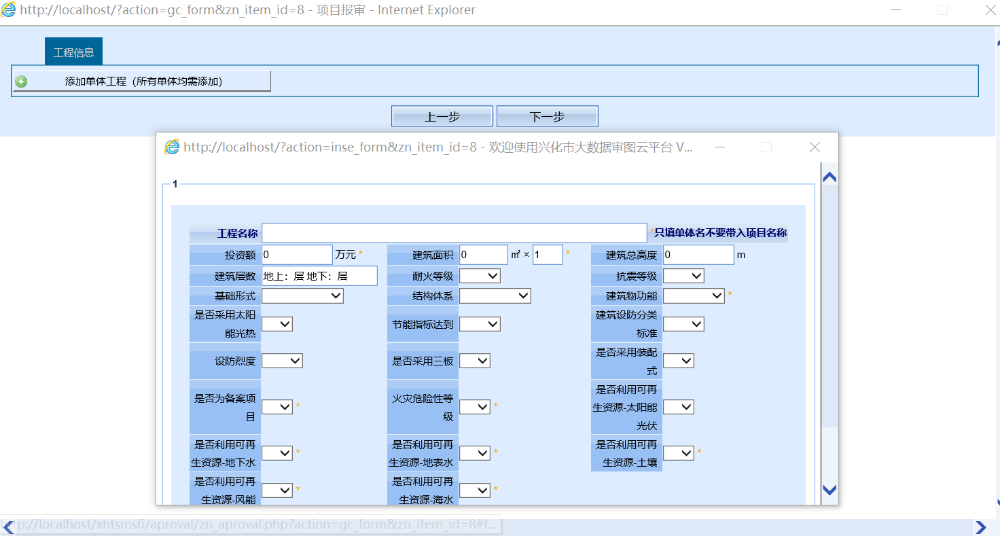 http://localhost/?action=gc_form&zn_item_id=8 - 项目报审 - Internet Explorer
工程信息
添加单体工程（所有单体均需添加）
上一步 下一步
http://localhost/?action=inse_form&zn_item_id=8 - 欢迎使用兴化市大数据审图云平台 V...
1
工程名称 *只填单体名不要带入项目名称
投资额 0 万元 * 建筑面积 0 ㎡ × 1 * 建筑总高度 0 m
建筑层数 地上：层 地下：层 耐火等级 抗震等级
基础形式 结构体系 建筑物功能 *
是否采用太阳
能光热
节能指标达到
建筑设防分类
标准
设防烈度 是否采用三板
是否采用装配
式
是否为备案项
目 *
火灾危险性等
级 *
是否利用可再
生资源-太阳能
光伏
是否利用可再
生资源-地下水 *
是否利用可再
生资源-地表水 *
是否利用可再
生资源-土壤 *
是否利用可再
生资源-风能 *
是否利用可再
生资源-海水 *
tp://localhost/xhtsms6/aproval/zn_aproval.php?action=gc_form&zn_item_id=8#t...